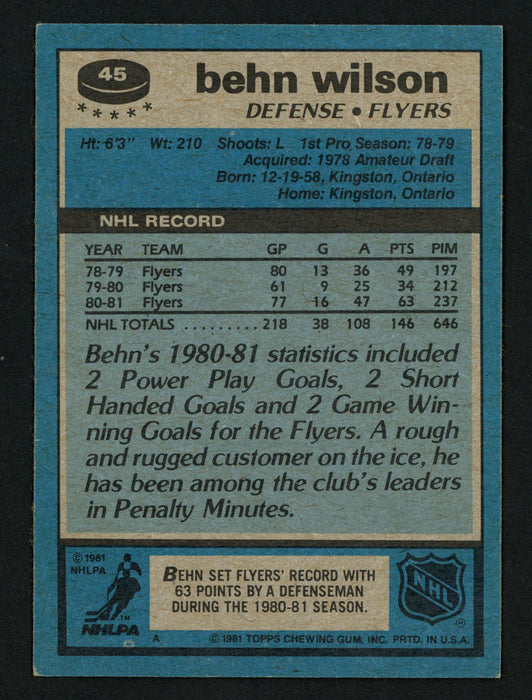 45
behn wilson
DEFENSE • FLYERS
Ht: 6'3" Wt: 210 Shoots: L 1st Pro Season: 78-79
Acquired: 1978 Amateur Draft
Born: 12-19-58, Kingston, Ontario
Home: Kingston, Ontario
NHL RECORD
YEAR TEAM GP G A PTS PIM
78-79 Flyers 80 13 36 49 197
79-80 Flyers 61 9 25 34 212
80-81 Flyers 77 16 47 63 237
NHL TOTALS ......... 218 38 108 146 646
Behn's 1980-81 statistics included
2 Power Play Goals, 2 Short
Handed Goals and 2 Game Win-
ning Goals for the Flyers. A rough
and rugged customer on the ice, he
has been among the club's leaders
in Penalty Minutes.
© 1981
NHLPA
TM
NHLPA
BEHN SET FLYERS' RECORD WITH
63 POINTS BY A DEFENSEMAN
DURING THE 1980-81 SEASON.
NHL
A © 1981 TOPPS CHEWING GUM, INC. PRTD. IN U.S.A.